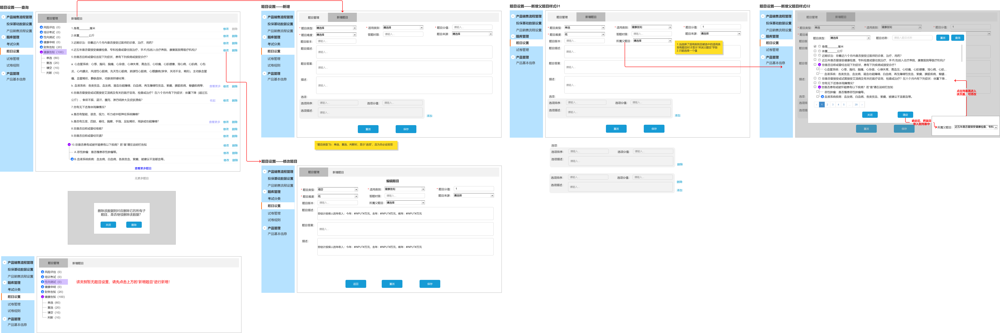 题目设置——查询
产品销售流程管理
投保基础数据设置
产品销售流程设置
题库管理
考试分类
题目设置
试卷管理
试卷规则
产品管理
产品基本信息
题目管理
新增题目
风险评估（0）
培训考试（0）
性向测试（0）
健康申明（0）
财务告知（20）
健康告知（100）
单选（60）
复选（20）
填空（10）
判断（10）
1.身高______厘米 修改 删除
2.体重______公斤 修改 删除
3.近期诊治：您最近六个月内是否接受过医师的诊察、治疗、用药? 修改 删除
4.近五年是否曾接受健康检查、专科检查或曾住院治疗、手术(包括入住疗养院、康复医院等医疗机构)? 修改 删除
5.您是否目前或曾经出现下列症状、患有下列疾病或接受诊疗?
a. 心血管系统：心悸、胸闷、胸痛、心杂音、心律失常、高血压、心绞痛、心肌梗塞、冠心病、心肌病、心包
炎、心内膜炎、风湿性心脏病、先天性心脏病、肺源性心脏病、心瓣膜病(狭窄、关闭不全、畸形)、主动脉血管
瘤、血管畸形、静脉曲张、动脉粥样硬化等；
b. 血液系统：各类贫血、血友病、凝血功能障碍、白血病、再生障碍性贫血、紫癜、脾脏疾病、骨髓疾病等； 查看更多 修改 删除
6.您是否曾接受或试图接受艾滋病及有关的医疗咨询、检查或治疗？在六个月内有下列症状：体重下降（超过五
公斤）、食欲不振、盗汗、腹泻、淋巴结肿大及皮肤溃疡? 收起 修改 删除
7.您有无下述身体残障情况?
a.是否有智能、语言、视力、听力或中枢神经系统障碍?
b.是否有五官、四肢、脊柱、胸廓、手指、足趾畸形、残缺或功能障碍? 查看更多 修改 删除
8.您是否目前或曾经吸烟? 修改 删除
9.您是否目前或曾经饮酒? 修改 删除
10.您是否患有或被怀疑患有以下疾病？若“是”请在说明栏告知 修改 删除
A.恶性肿瘤：是否罹患恶性肿瘤等。 修改 删除
B.血液系统疾病：血友病、白血病、各类贫血、紫癜、被建议不宜献血等。 修改 删除
查看更多题目
无更多题目
删除该数据则对应删除它的所有子
题目，是否继续删除该数据?
关闭 删除
产品销售流程管理
投保基础数据设置
产品销售流程设置
题库管理
考试分类
题目设置
试卷管理
试卷规则
产品管理
产品基本信息
题目管理
新增题目
风险评估（0）
培训考试（0）
性向测试（0）
健康申明（0）
财务告知（20）
健康告知（100）
单选（60）
复选（20）
填空（10）
判断（10）
该类别暂无题目设置，请先点击上方的“新增题目“进行新增！
题目设置——新增
产品销售流程管理
投保基础数据设置
产品销售流程设置
题库管理
考试分类
题目设置
试卷管理
试卷规则
产品管理
产品基本信息
题目管理
新增题目
* 题目类型： 请选择 * 适用类别： 请选择 * 题目分值： 请输入...
* 题目难度： 请选择 答题时限： 请输入... 题目来源： 请选择
题目版本： 请输入...
题目描述： 请输入...
题目答案： 请输入...
描述： 请输入...
选项：
选项排序： 请输入... 选项分值： 请输入...
选项描述： 请输入... 添加
重置 保存
“题目类型”为：单选、复选、判断时，显示“选项”，且为非必设置项
题目设置——修改题目
产品销售流程管理
投保基础数据设置
产品销售流程设置
题库管理
考试分类
题目设置
试卷管理
试卷规则
产品管理
产品基本信息
题目管理
新增题目
编辑题目
* 题目类型： 填空 * 适用类别： 健康告知 * 题目分值： 1
* 题目难度： 低 答题时限： 请输入... 题目来源： 请选择
题目版本： 请输入... 所属父题目： 请选择
题目描述： 您估计投保人的年收入：今年：#INPUT#万元，去年：#INPUT#万元，前年：#INPUT#万元
题目答案： 请输入...
描述： 您估计投保人的年收入：今年：#INPUT#万元，去年：#INPUT#万元，前年：#INPUT#万元
返回 重置 保存
题目设置——新增父题目样式01
产品销售流程管理
投保基础数据设置
产品销售流程设置
题库管理
题目设置
试卷管理
产品管理
产品基本信息
题目管理
新增题目
* 题目类型： 单选 * 适用类别： 健康告知 * 题目分值： 1
* 题目难度： 低 答题时限： 请输入... 题目来源： 请选择
题目版本： 请输入... 所属父题目： 请选择
1.当选择了适用类别且被选中的适用类
别有题目时才显示“所属父题目”字段
2.只能选择一个值
题目描述： 请输入...
题目答案： 请输入...
描述： 请输入...
选项：
选项排序： 请输入... 选项分值： 请输入...
选项描述： 请输入... 添加
重置 保存
选项：
选项排序： 请输入... 选项分值： 请输入...
选项描述： 请输入... 删除
选项排序： 请输入... 选项分值： 请输入...
选项描述： 请输入... 删除
添加
题目设置——新增父题目样式02
产品销售流程管理
投保基础数据设置
产品销售流程设置
题库管理
题目设置
试卷管理
产品管理
产品基本信息
题目管理
新增题目
* 题目类型： 单选 * 适用类别： 健康告知 * 题目分值： 1
* 题目难
题目版
题目描
题目答
描述：
选项：
选项排
选项描
题目类型： 请选择 题目名称： 请输入题目名称 重置 查询
身高______厘米
体重______公斤
近期诊治：您最近六个月内是否接受过医师的诊察、治疗、用药?
近五年是否曾接受健康检查、专科检查或曾住院治疗、手术(包括入住疗养院、康复医院等医疗机构)?
您是否目前或曾经出现下列症状、患有下列疾病或接受诊疗?
心血管系统：心悸、胸闷、胸痛、心杂音、心律失常、高血压、心绞痛、心肌梗塞、冠心病、心肌...
血液系统：各类贫血、血友病、凝血功能障碍、白血病、再生障碍性贫血、紫癜、脾脏疾病、骨髓...
您是否曾接受或试图接受艾滋病及有关的医疗咨询、检查或治疗？在六个月内有下列症状：体重下降...
您有无下述身体残障情况?
您是否患有或被怀疑患有以下疾病？若“是”请在说明栏告知
恶性肿瘤：是否罹患恶性肿瘤等。
血液系统疾病：血友病、白血病、各类贫血、紫癜、被建议不宜献血等。
‹ 1 2 3 4 5 ... 29 ›
关闭 确定
点击列表再进入
该页面，可修改
确定后，把题目
带入到列表中
所属父题目： 近五年是否曾接受健康检查、专科
重置 保存